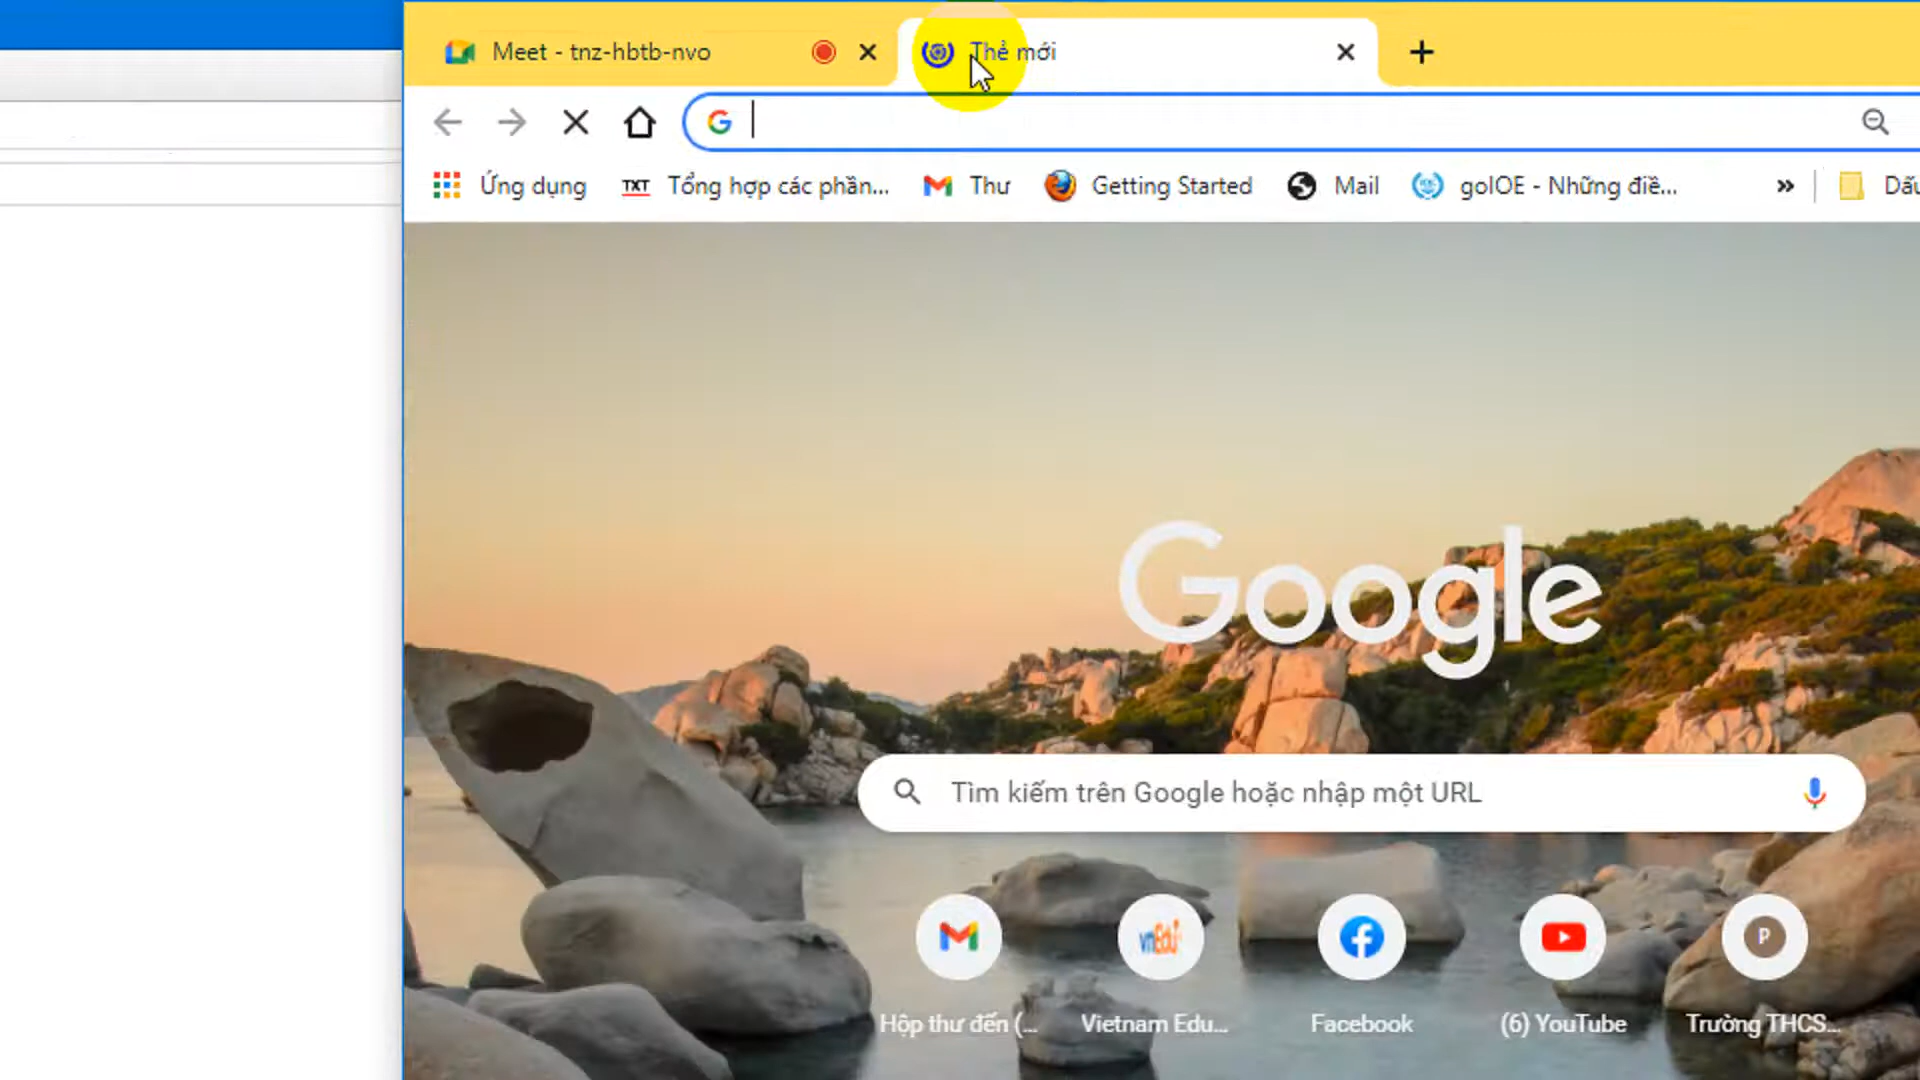 Meet - tnz-hbtb-nvo
Thẻ mới
Ứng dụng
TXT
Tổng hợp các phần...
Thư
Getting Started
Mail
goIOE - Những điề...
»
Dấu
Google
Tìm kiếm trên Google hoặc nhập một URL
vnEdu
P
Hộp thư đến (...
Vietnam Edu...
Facebook
(6) YouTube
Trường THCS...